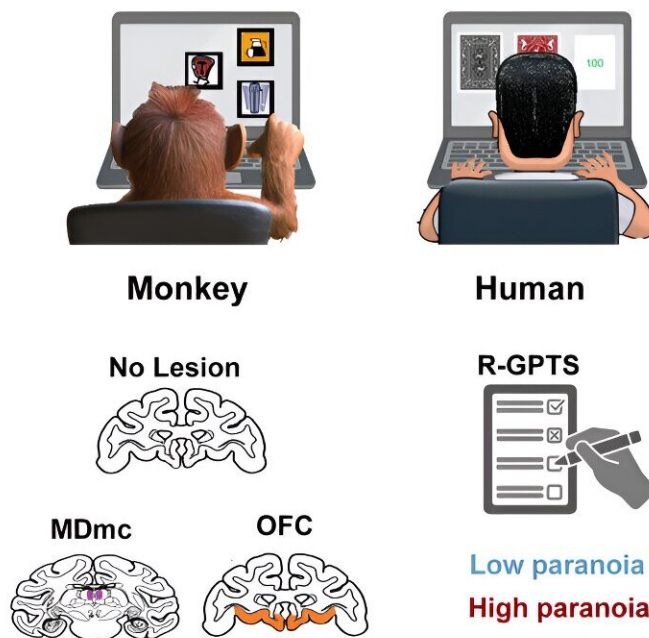 100
Monkey
Human
No Lesion
R-GPTS
MDmc
OFC
Low paranoia
High paranoia